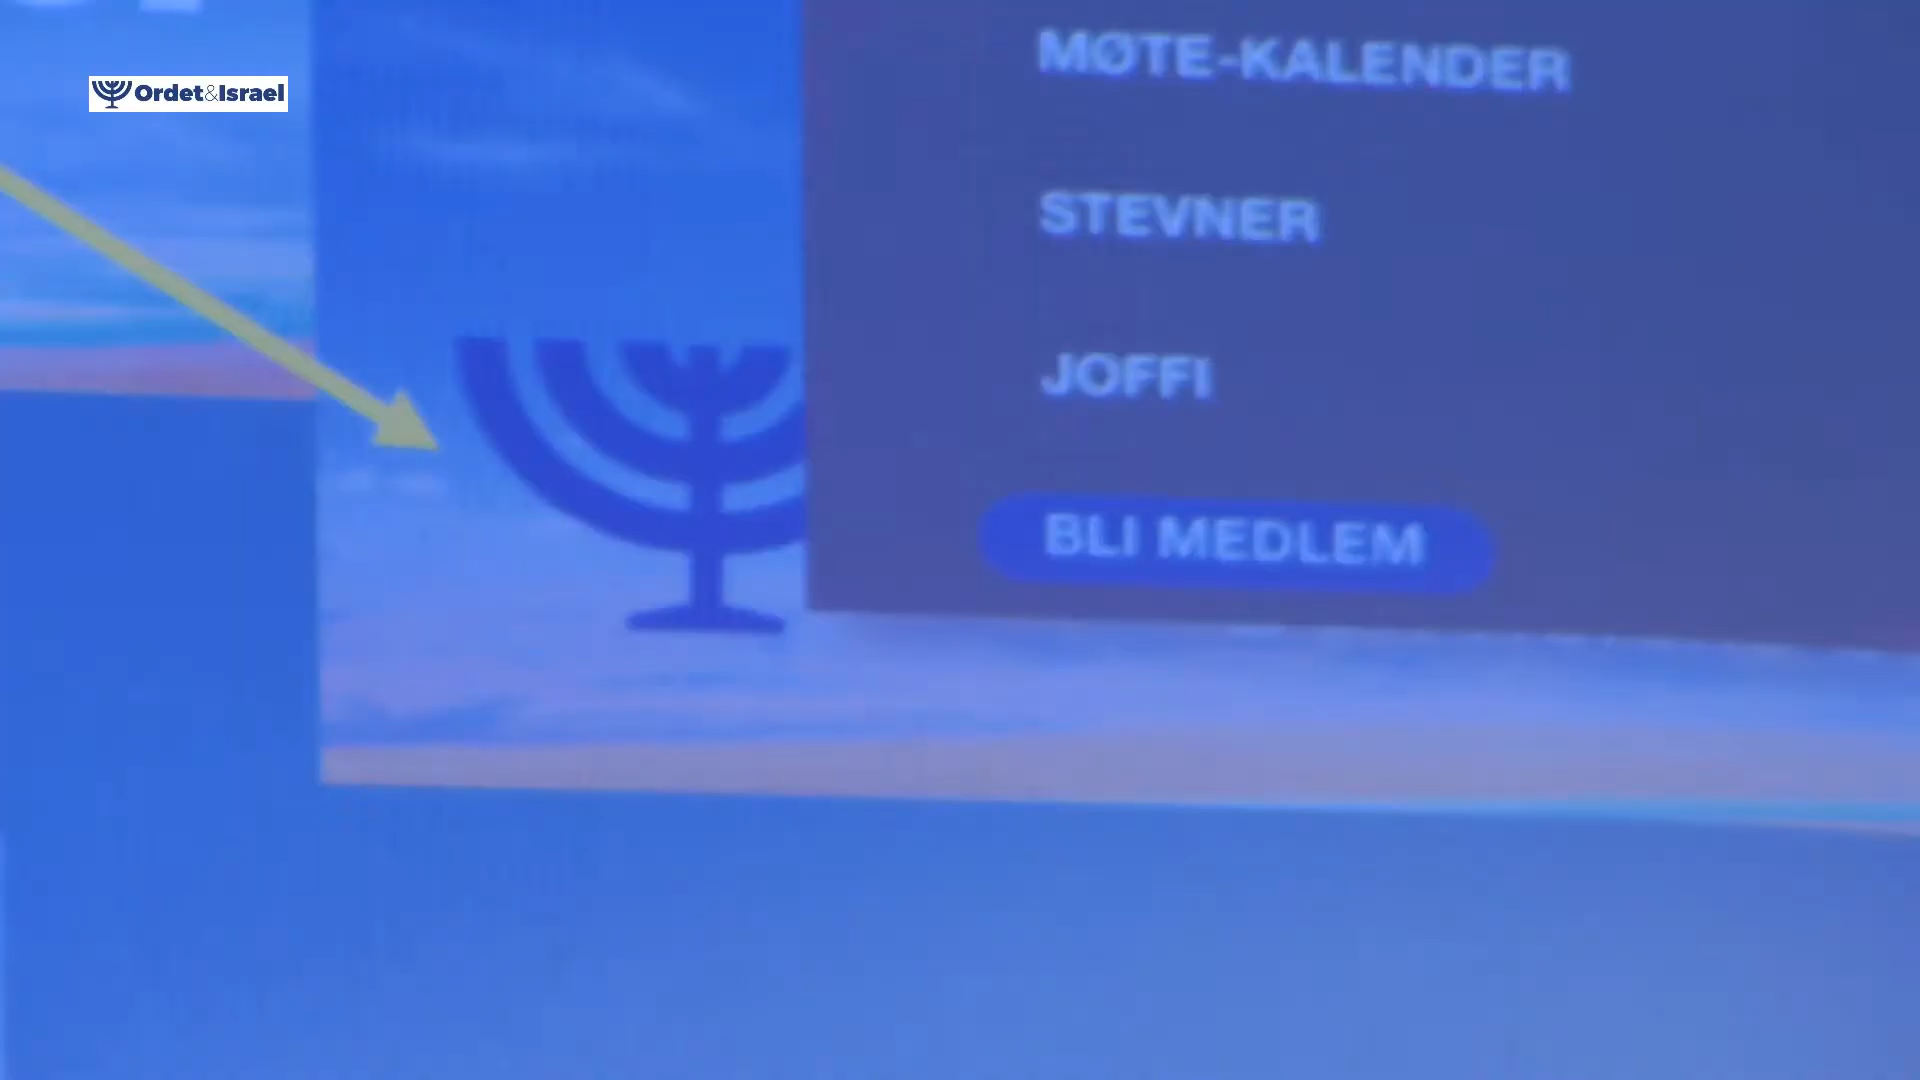 Ordet&Israel
MØTE-KALENDER
STEVNER
JOFFI
BLI MEDLEM